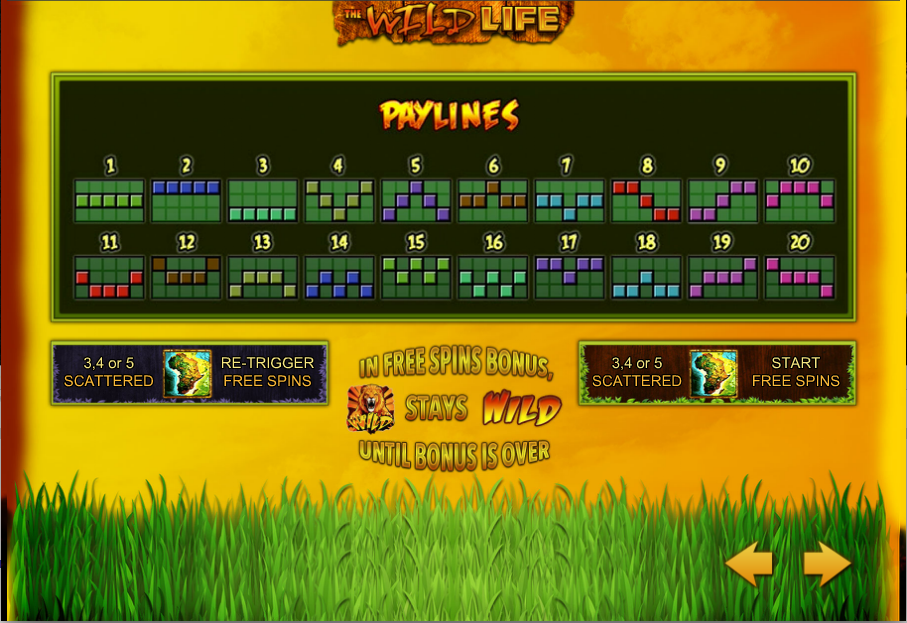 THE WILD LIFE
PAYLINES
1 2 3 4 5 6 7 8 9 10
11 12 13 14 15 16 17 18 19 20
3,4 or 5
SCATTERED
RE-TRIGGER
FREE SPINS
IN FREE SPINS BONUS,
WILD STAYS WILD
UNTIL BONUS IS OVER
3,4 or 5
SCATTERED
START
FREE SPINS